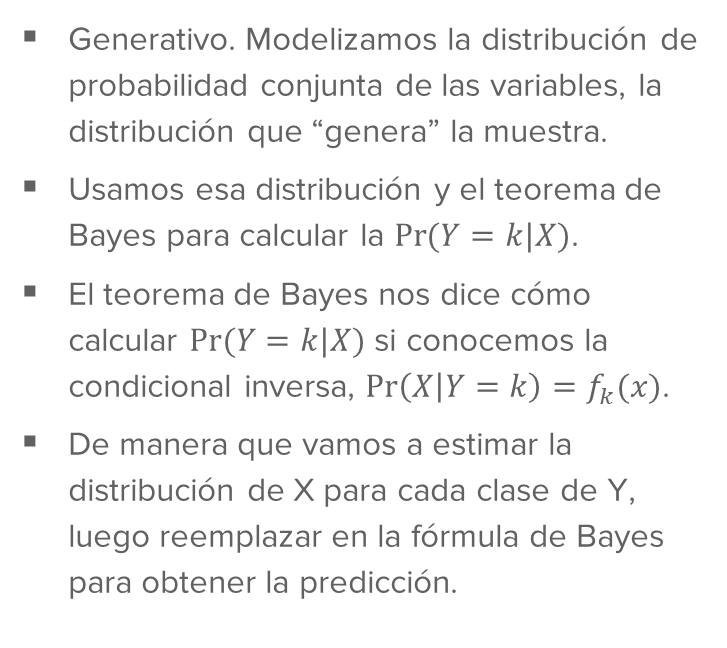 ▪ Generativo. Modelizamos la distribución de
probabilidad conjunta de las variables, la
distribución que “genera” la muestra.
▪ Usamos esa distribución y el teorema de
Bayes para calcular la Pr(Y = k|X).
▪ El teorema de Bayes nos dice cómo
calcular Pr(Y = k|X) si conocemos la
condicional inversa, Pr(X|Y = k) = fₖ(x).
▪ De manera que vamos a estimar la
distribución de X para cada clase de Y,
luego reemplazar en la fórmula de Bayes
para obtener la predicción.